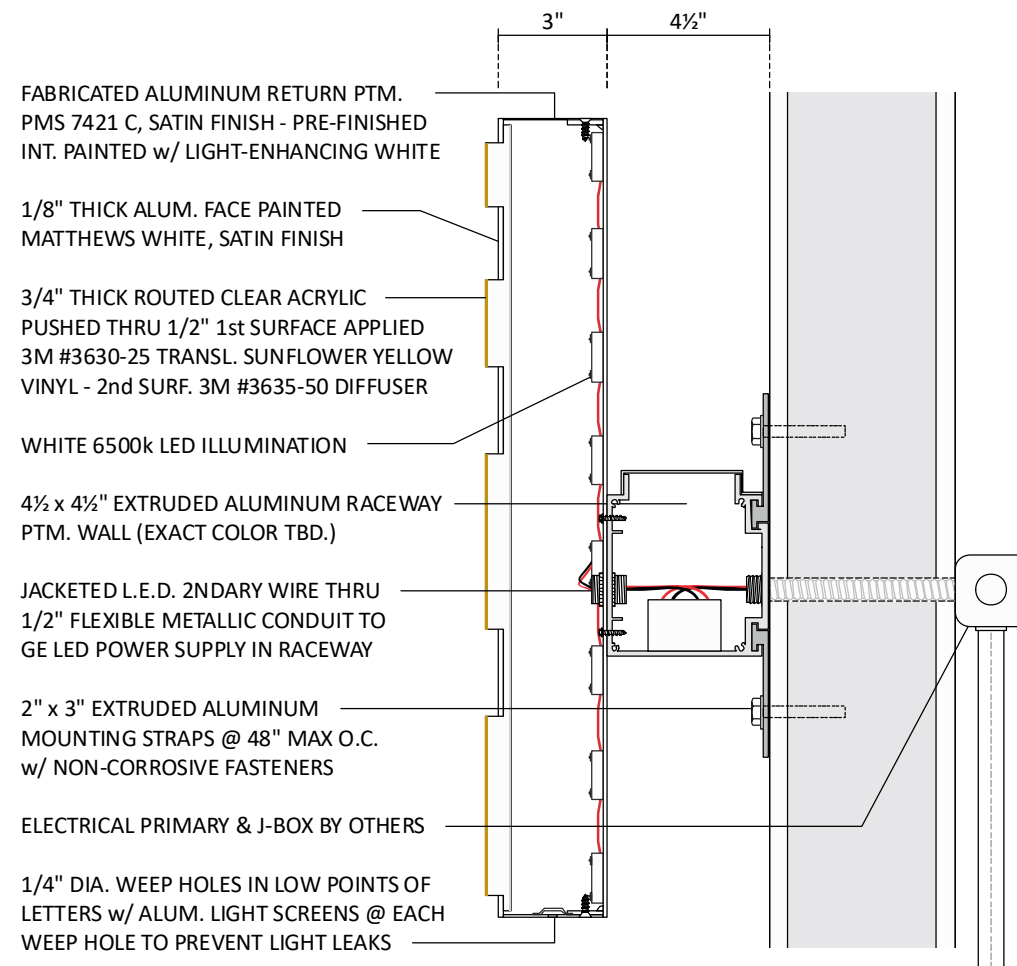 3"
4½"
FABRICATED ALUMINUM RETURN PTM.
PMS 7421 C, SATIN FINISH - PRE-FINISHED
INT. PAINTED w/ LIGHT-ENHANCING WHITE
1/8" THICK ALUM. FACE PAINTED
MATTHEWS WHITE, SATIN FINISH
3/4" THICK ROUTED CLEAR ACRYLIC
PUSHED THRU 1/2" 1st SURFACE APPLIED
3M #3630-25 TRANSL. SUNFLOWER YELLOW
VINYL - 2nd SURF. 3M #3635-50 DIFFUSER
WHITE 6500k LED ILLUMINATION
4½ x 4½" EXTRUDED ALUMINUM RACEWAY
PTM. WALL (EXACT COLOR TBD.)
JACKETED L.E.D. 2NDARY WIRE THRU
1/2" FLEXIBLE METALLIC CONDUIT TO
GE LED POWER SUPPLY IN RACEWAY
2" x 3" EXTRUDED ALUMINUM
MOUNTING STRAPS @ 48" MAX O.C.
w/ NON-CORROSIVE FASTENERS
ELECTRICAL PRIMARY & J-BOX BY OTHERS
1/4" DIA. WEEP HOLES IN LOW POINTS OF
LETTERS w/ ALUM. LIGHT SCREENS @ EACH
WEEP HOLE TO PREVENT LIGHT LEAKS